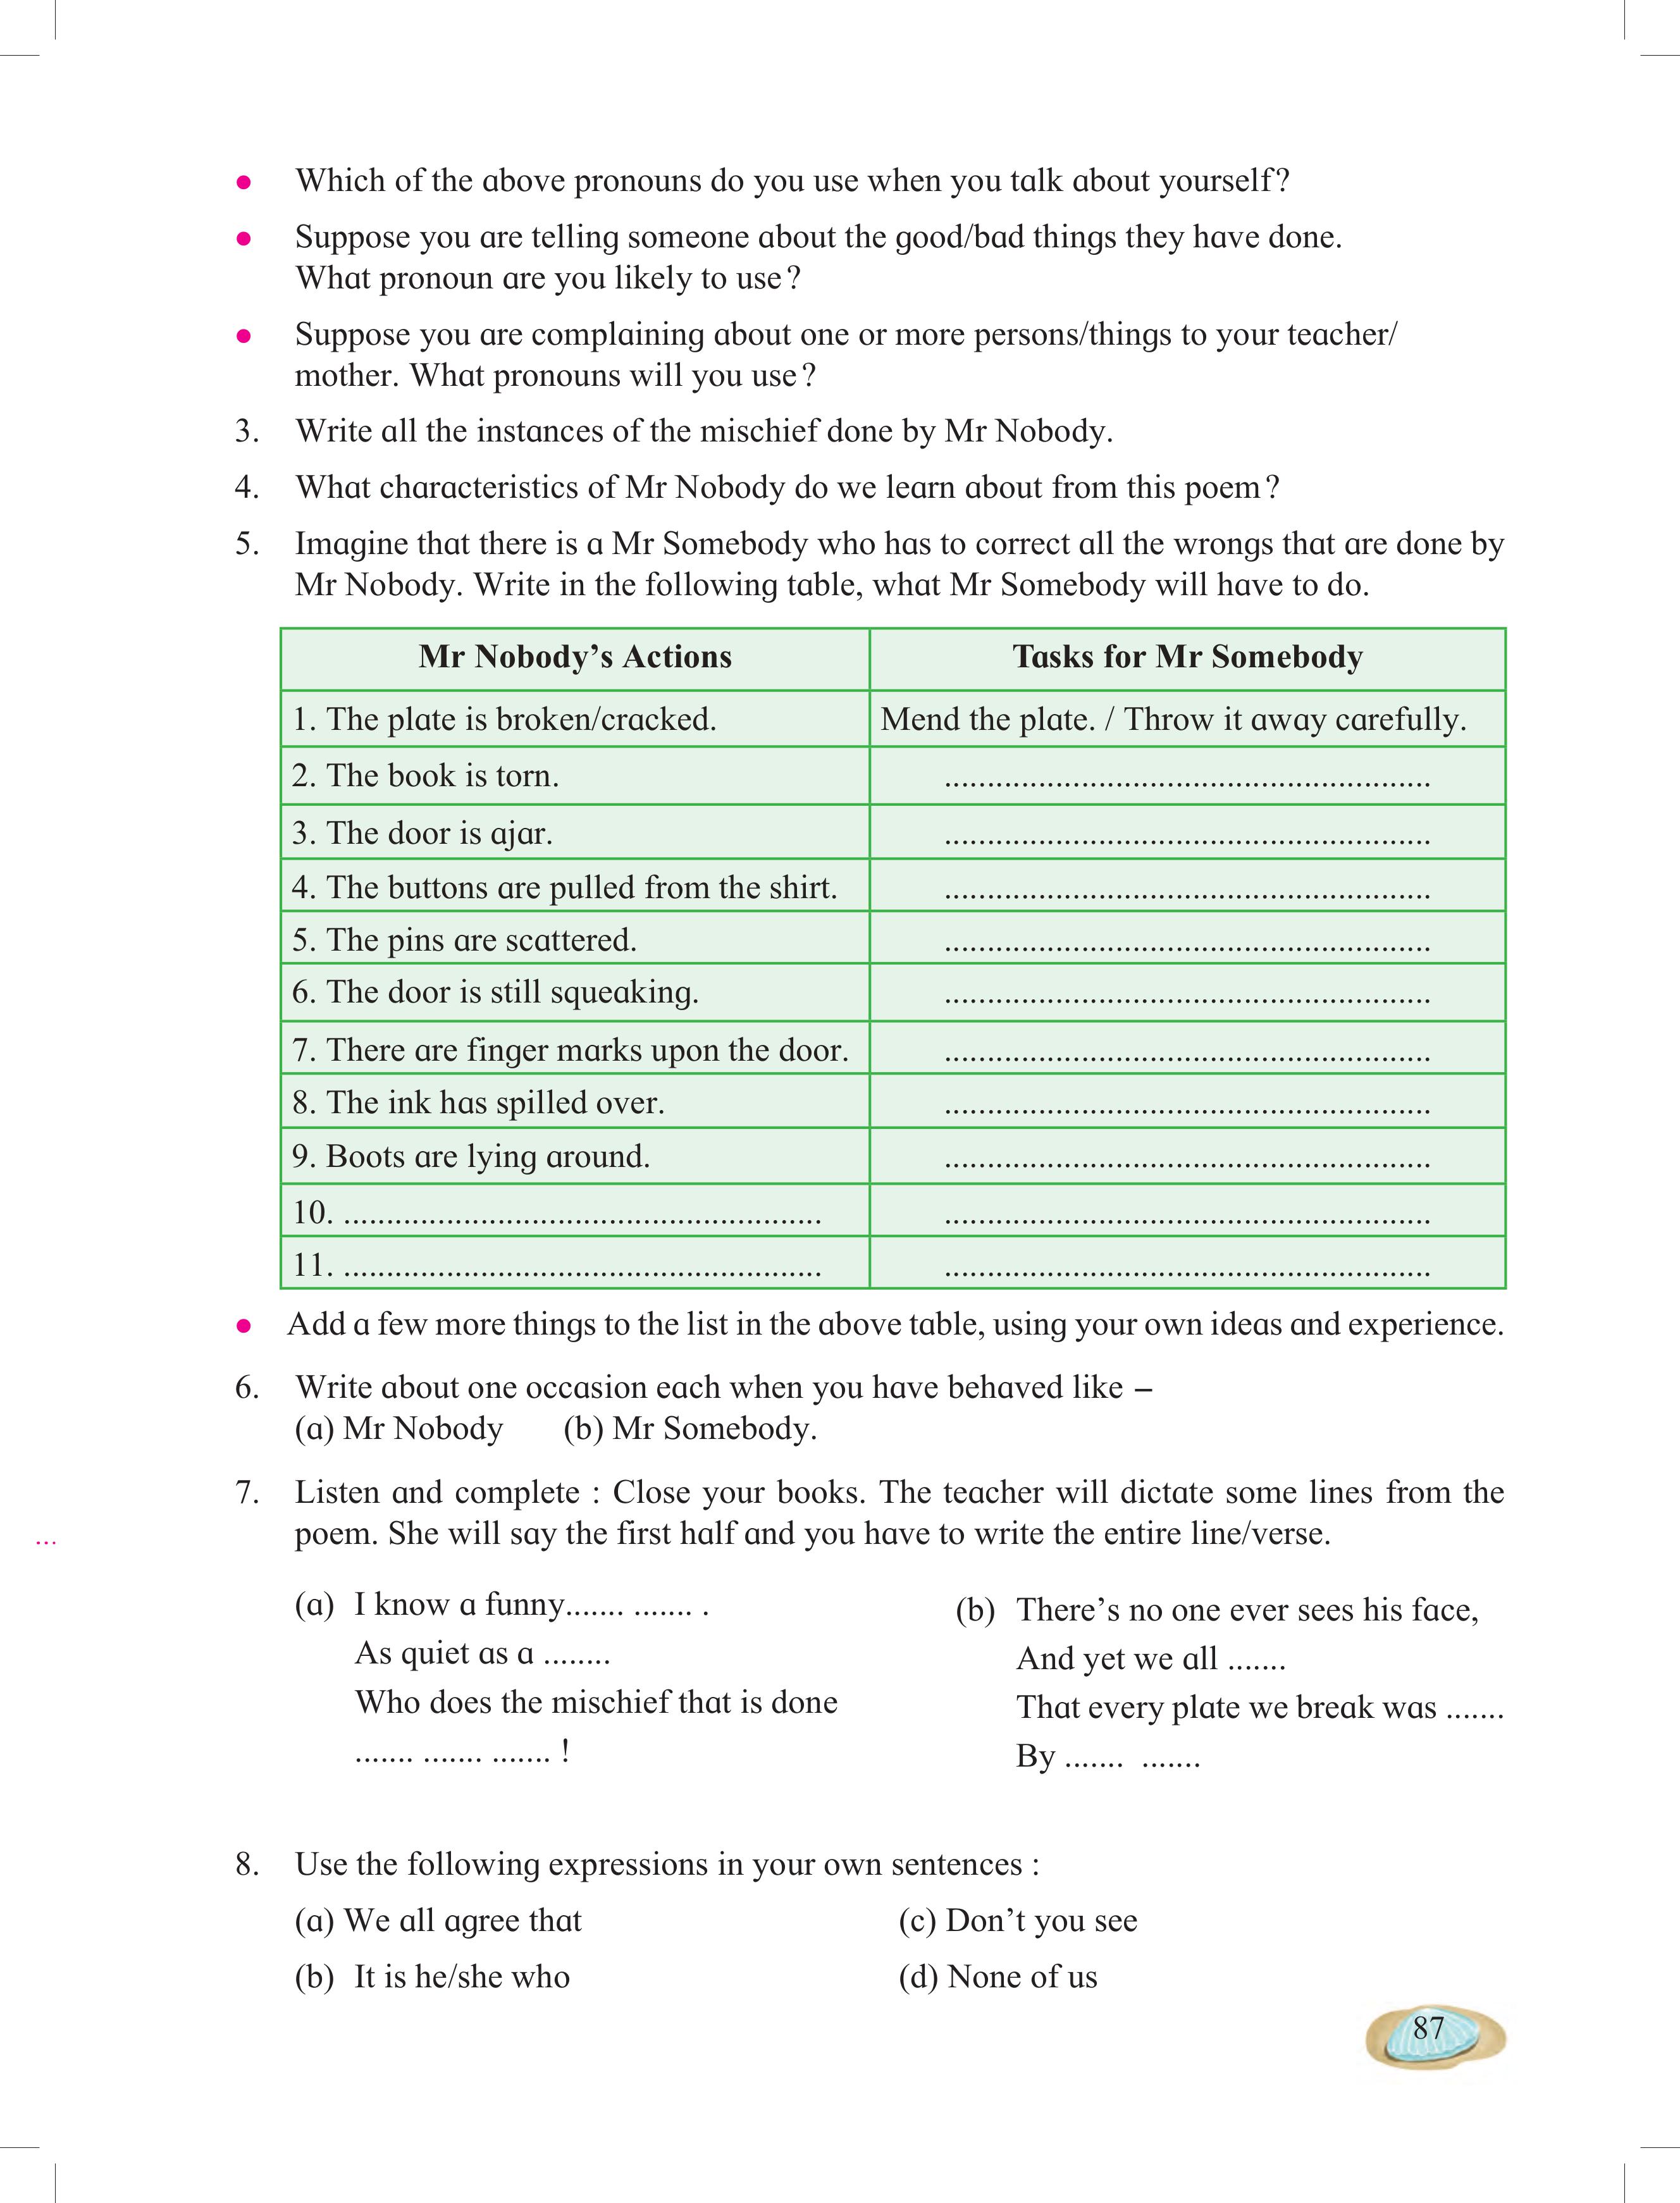 ● Which of the above pronouns do you use when you talk about yourself?
● Suppose you are telling someone about the good/bad things they have done.
What pronoun are you likely to use?
● Suppose you are complaining about one or more persons/things to your teacher/
mother. What pronouns will you use?
3. Write all the instances of the mischief done by Mr Nobody.
4. What characteristics of Mr Nobody do we learn about from this poem?
5. Imagine that there is a Mr Somebody who has to correct all the wrongs that are done by
Mr Nobody. Write in the following table, what Mr Somebody will have to do.
Mr Nobody’s Actions Tasks for Mr Somebody
1. The plate is broken/cracked. Mend the plate. / Throw it away carefully.
2. The book is torn. .........................................................
3. The door is ajar. .........................................................
4. The buttons are pulled from the shirt. .........................................................
5. The pins are scattered. .........................................................
6. The door is still squeaking. .........................................................
7. There are finger marks upon the door. .........................................................
8. The ink has spilled over. .........................................................
9. Boots are lying around. .........................................................
10. ........................................................ .........................................................
11. ........................................................ .........................................................
● Add a few more things to the list in the above table, using your own ideas and experience.
6. Write about one occasion each when you have behaved like –
(a) Mr Nobody (b) Mr Somebody.
7. Listen and complete : Close your books. The teacher will dictate some lines from the
poem. She will say the first half and you have to write the entire line/verse.
...
(a) I know a funny....... ....... .
As quiet as a ........
Who does the mischief that is done
....... ....... ....... !
(b) There’s no one ever sees his face,
And yet we all .......
That every plate we break was .......
By ....... .......
8. Use the following expressions in your own sentences :
(a) We all agree that (c) Don’t you see
(b) It is he/she who (d) None of us
87